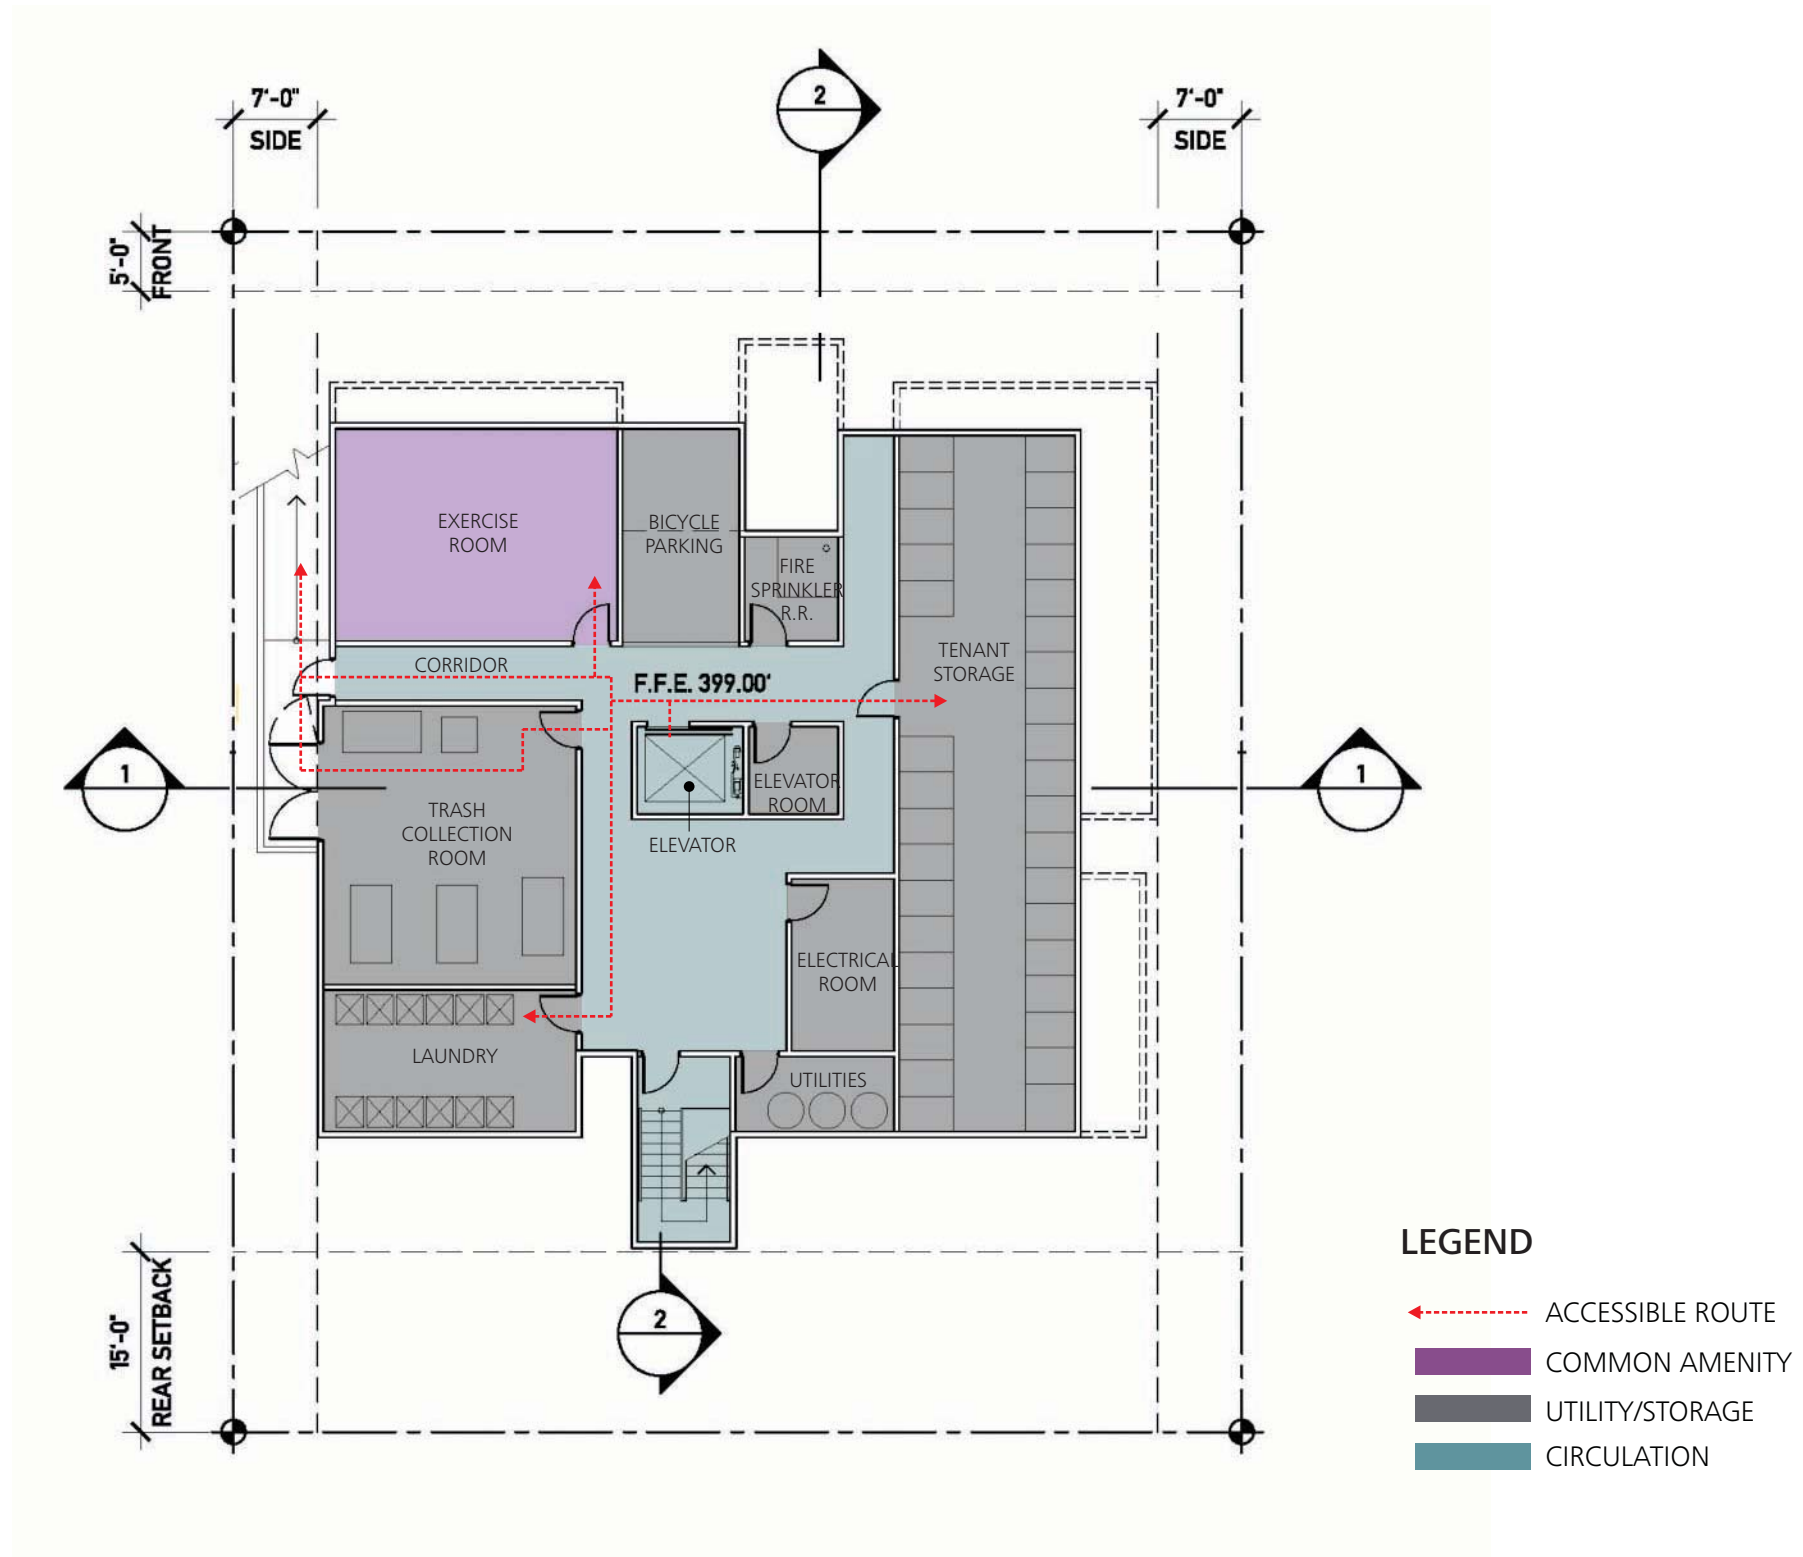 2
7'-0"
SIDE
7'-0"
SIDE
5'-0"
FRONT
EXERCISE
ROOM
BICYCLE
PARKING
FIRE
SPRINKLER
R.R.
TENANT
STORAGE
CORRIDOR
F.F.E. 399.00'
1
1
ELEVATOR
ROOM
TRASH
COLLECTION
ROOM
ELEVATOR
ELECTRICAL
ROOM
LAUNDRY
UTILITIES
15'-0"
REAR SETBACK
2
LEGEND
ACCESSIBLE ROUTE
COMMON AMENITY
UTILITY/STORAGE
CIRCULATION